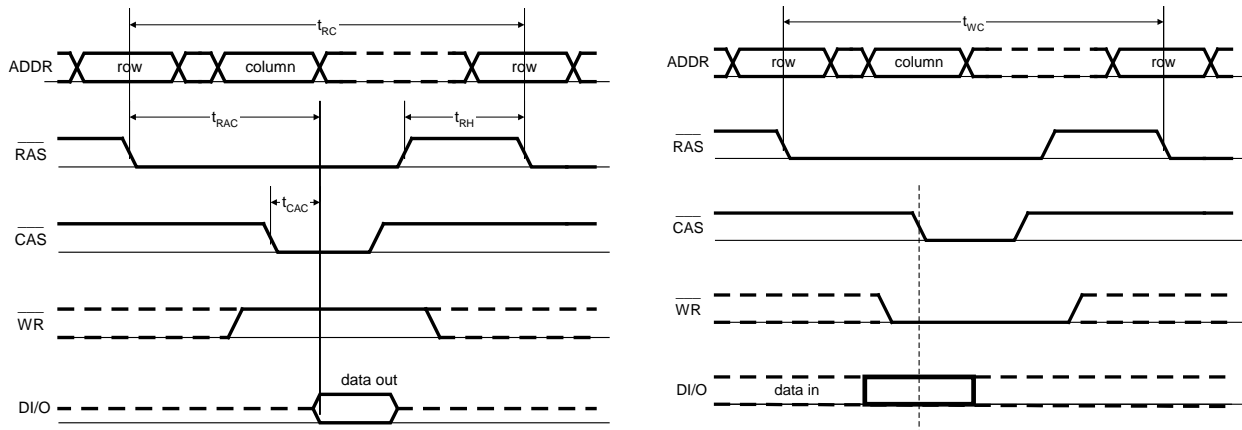 tRC
ADDR row column row
tRAC tRH
RAS
tCAC
CAS
WR
data out
DI/O
tWC
ADDR row column row
RAS
CAS
WR
DI/O data in